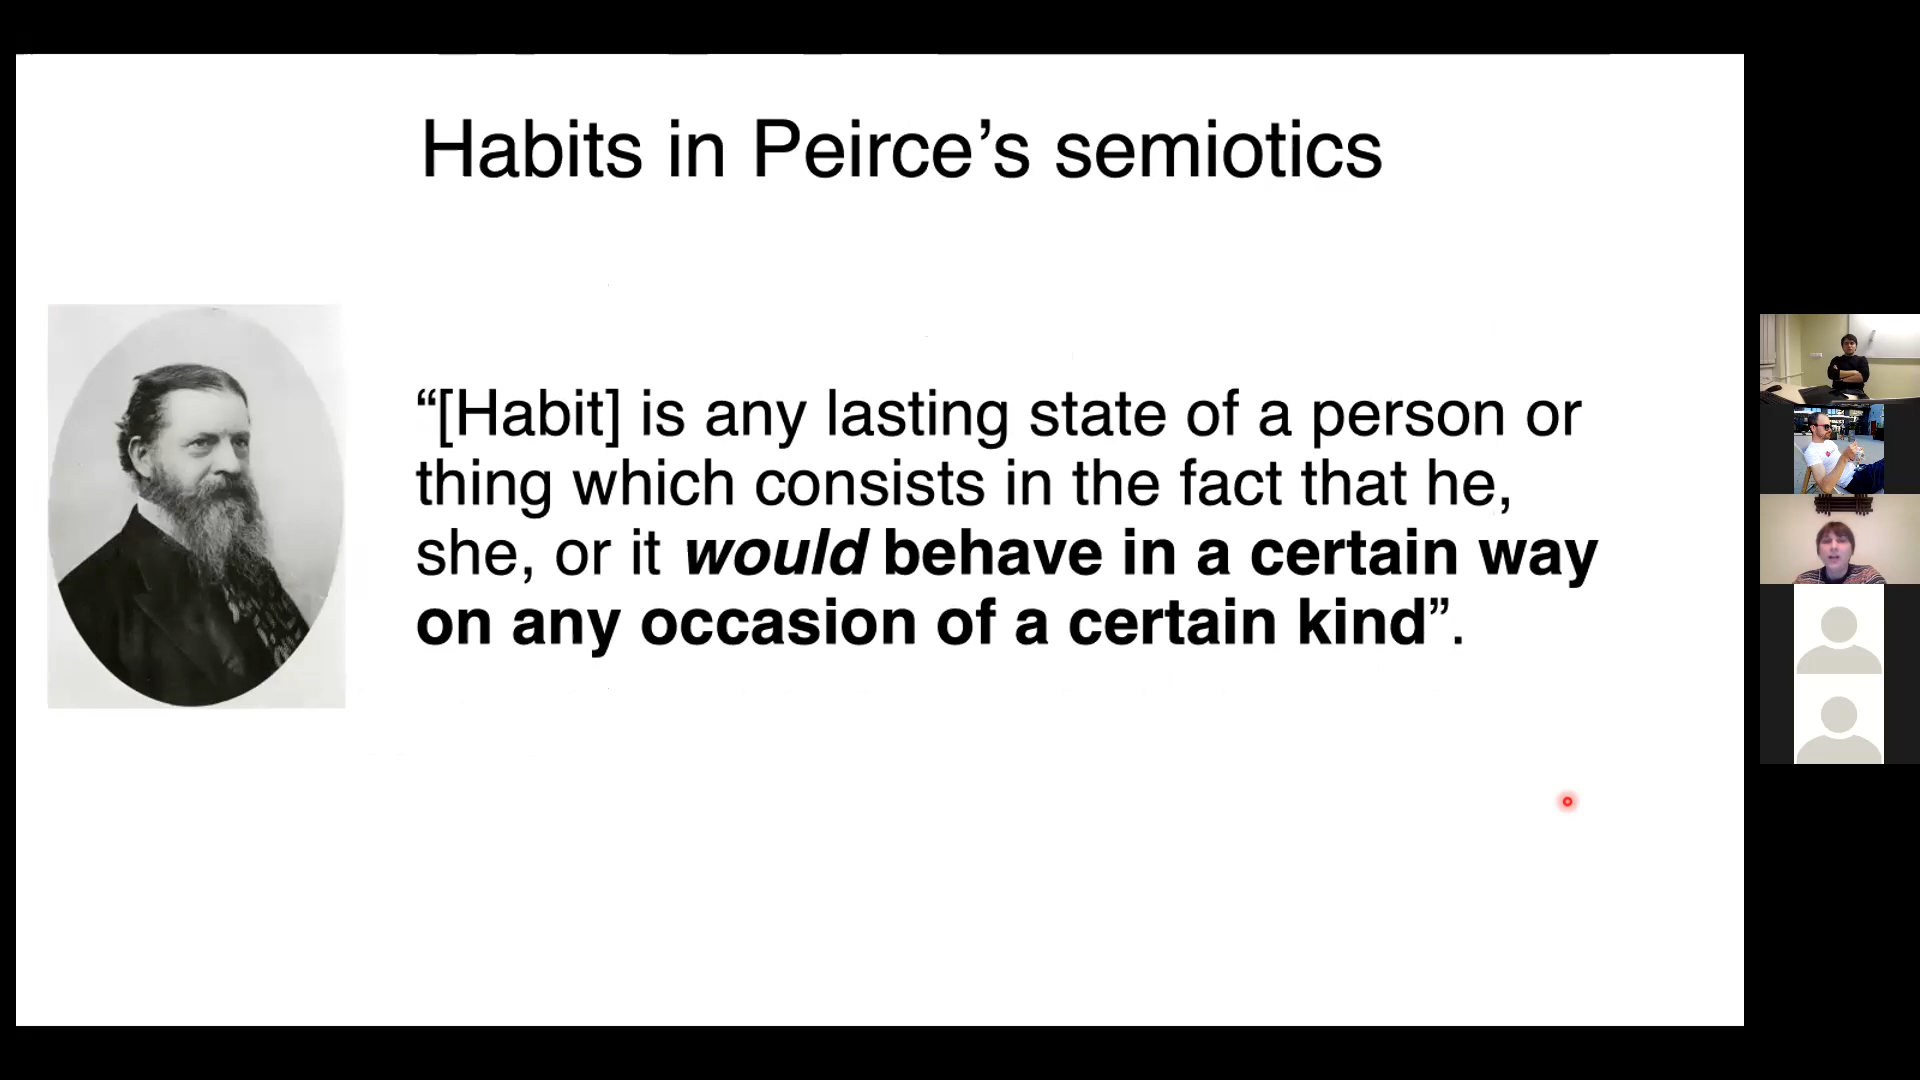 Habits in Peirce’s semiotics
“[Habit] is any lasting state of a person or
thing which consists in the fact that he,
she, or it would behave in a certain way
on any occasion of a certain kind”.